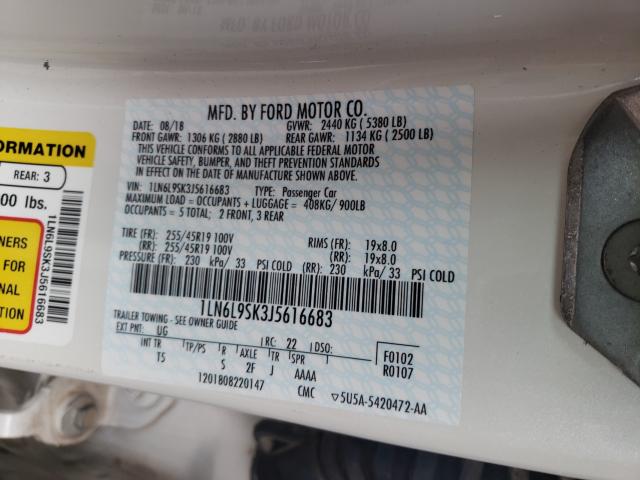 MFD. BY FORD MOTOR CO.
DATE: 08/18 GVWR: 2440 KG ( 5380 LB)
FRONT GAWR: 1306 KG ( 2880 LB) REAR GAWR: 1134 KG ( 2500 LB)
THIS VEHICLE CONFORMS TO ALL APPLICABLE FEDERAL MOTOR
VEHICLE SAFETY, BUMPER, AND THEFT PREVENTION STANDARDS
IN EFFECT ON THE DATE OF MANUFACTURE SHOWN ABOVE.
VIN: 1LN6L9SK3J5616683 TYPE: Passenger Car
MAXIMUM LOAD = OCCUPANTS + LUGGAGE = 408KG/ 900LB
OCCUPANTS = 5 TOTAL; 2 FRONT, 3 REAR
TIRE (FR): 255/45R19 100V RIMS (FR): 19x8.0
(RR): 255/45R19 100V (RR): 19x8.0
PRESSURE (FR): 230 kPa/ 33 PSI COLD (RR): 230 kPa/ 33 PSI COLD
1LN6L9SK3J5616683
TRAILER TOWING - SEE OWNER GUIDE
EXT PNT: UG RC: 22 DSO: F0102
INT TR TP/PS R AXLE TR SPR R0107
T5 S 2F J AAAA
1201808220147 CMC ▽5U5A-5420472-AA
ORMATION
REAR: 3
00 lbs.
NERS
FOR
NAL
TION
1LN6L9SK3J5616683